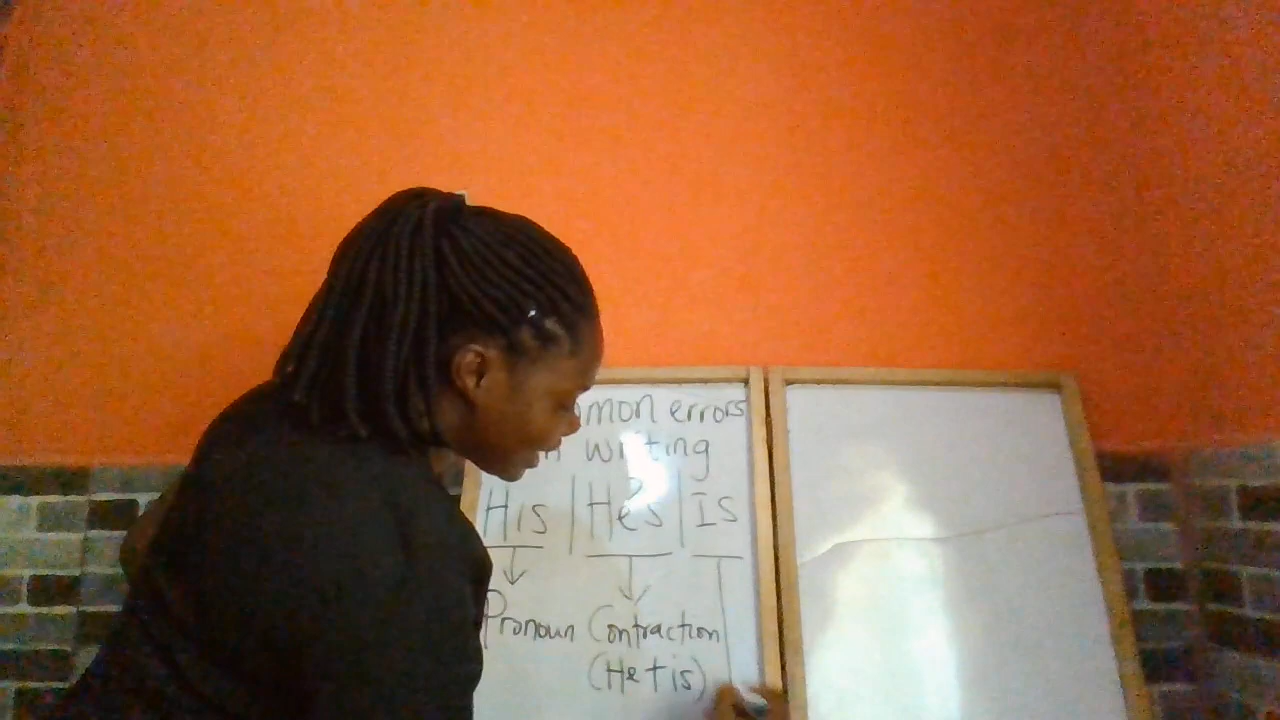 mon errors
writing
His | He's | Is
Pronoun Contraction
(He + is)